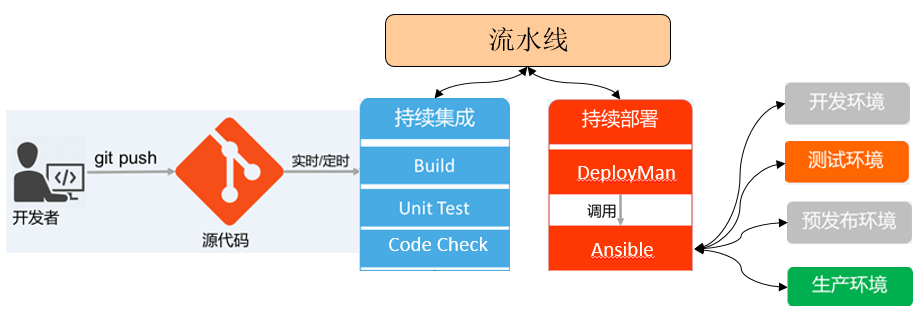 流水线
持续集成
Build
Unit Test
Code Check
持续部署
DeployMan
调用
Ansible
开发环境
测试环境
预发布环境
生产环境
git push
实时/定时
开发者
源代码